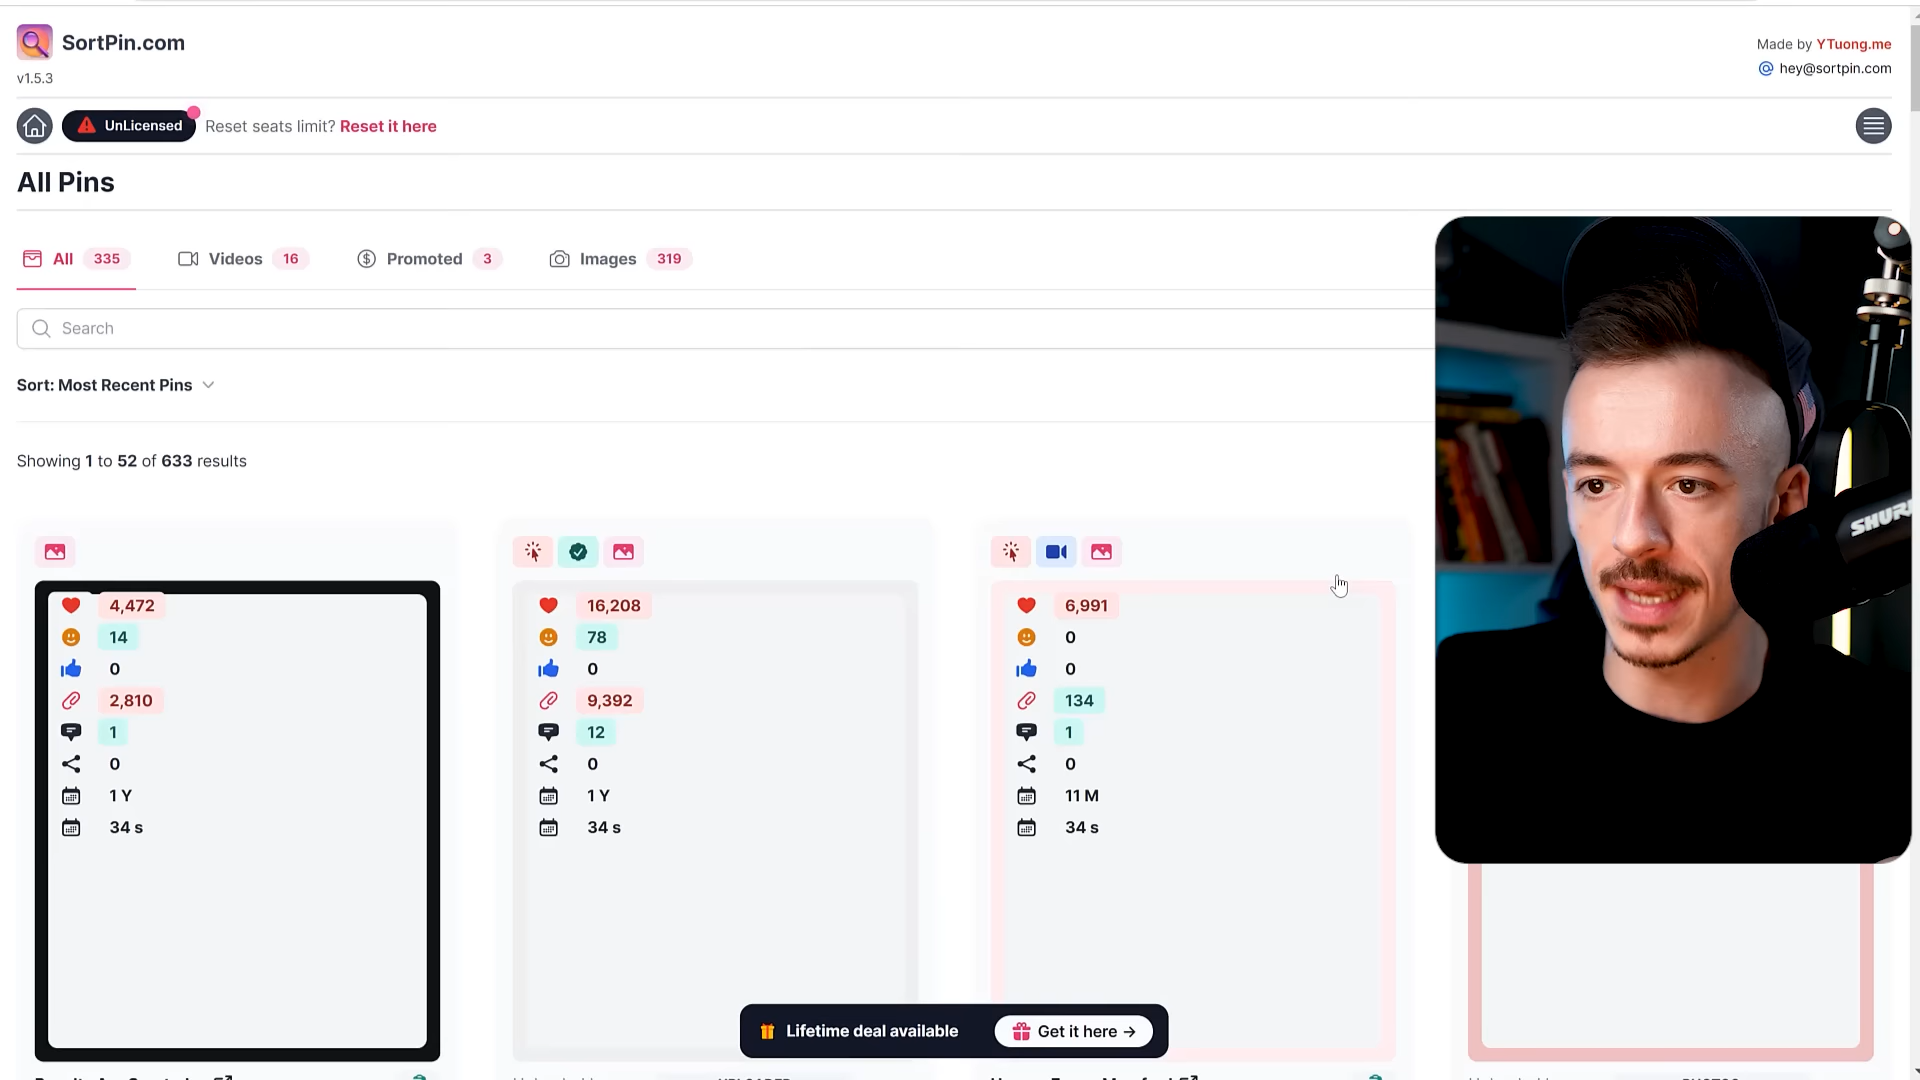 SortPin.com
v1.5.3
Made by YTuong.me
hey@sortpin.com
UnLicensed
Reset seats limit? Reset it here
All Pins
All 335
Videos 16
Promoted 3
Images 319
Search
Sort: Most Recent Pins
Showing 1 to 52 of 633 results
4,472
14
0
2,810
1
0
1 Y
34 s
16,208
78
0
9,392
12
0
1 Y
34 s
6,991
0
0
134
1
0
11 M
34 s
SHURE
Lifetime deal available
Get it here →